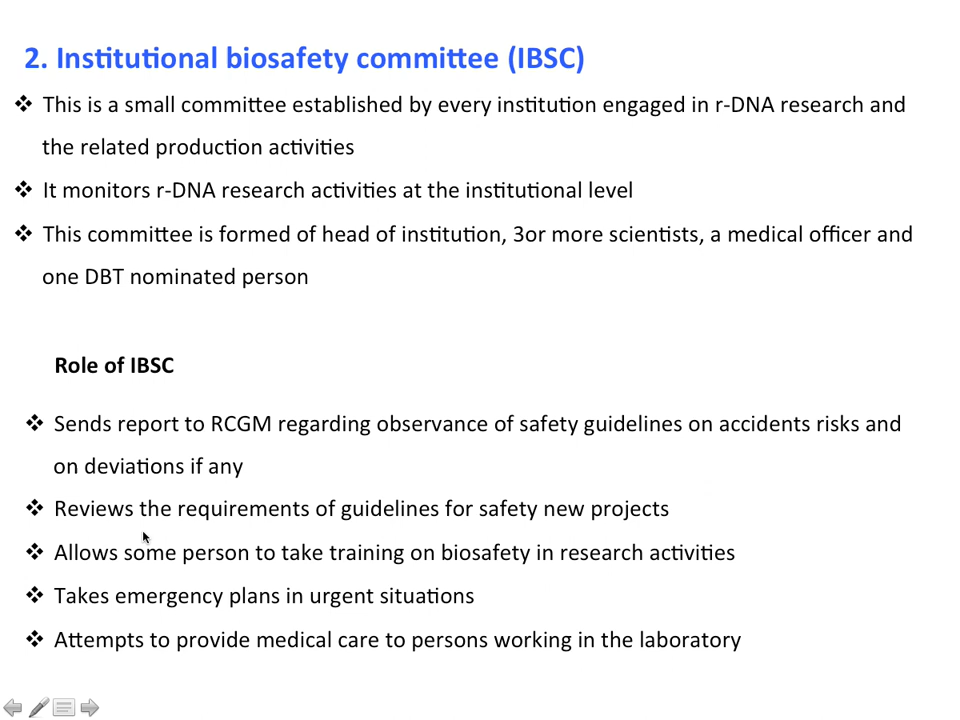 2. Institutional biosafety committee (IBSC)
❖ This is a small committee established by every institution engaged in r-DNA research and
the related production activities
❖ It monitors r-DNA research activities at the institutional level
❖ This committee is formed of head of institution, 3or more scientists, a medical officer and
one DBT nominated person
Role of IBSC
❖ Sends report to RCGM regarding observance of safety guidelines on accidents risks and
on deviations if any
❖ Reviews the requirements of guidelines for safety new projects
❖ Allows some person to take training on biosafety in research activities
❖ Takes emergency plans in urgent situations
❖ Attempts to provide medical care to persons working in the laboratory